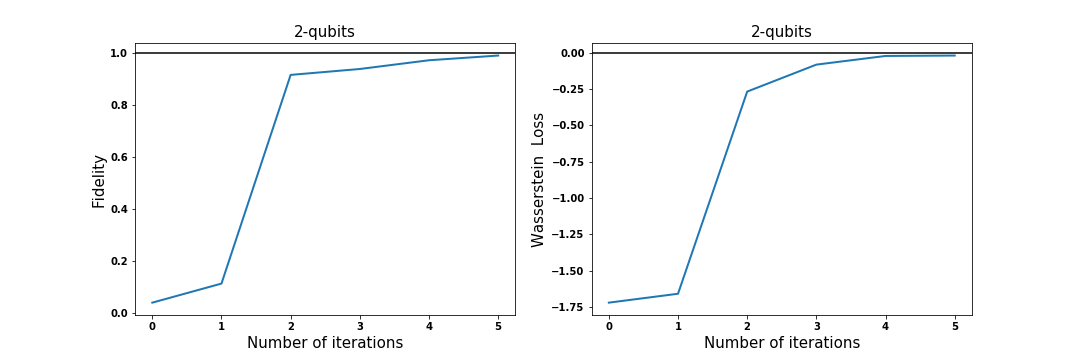 2-qubits
1.0
0.8
0.6
0.4
0.2
0.0
Fidelity
0 1 2 3 4 5
Number of iterations
2-qubits
0.00
−0.25
−0.50
−0.75
−1.00
−1.25
−1.50
−1.75
Wasserstein Loss
0 1 2 3 4 5
Number of iterations